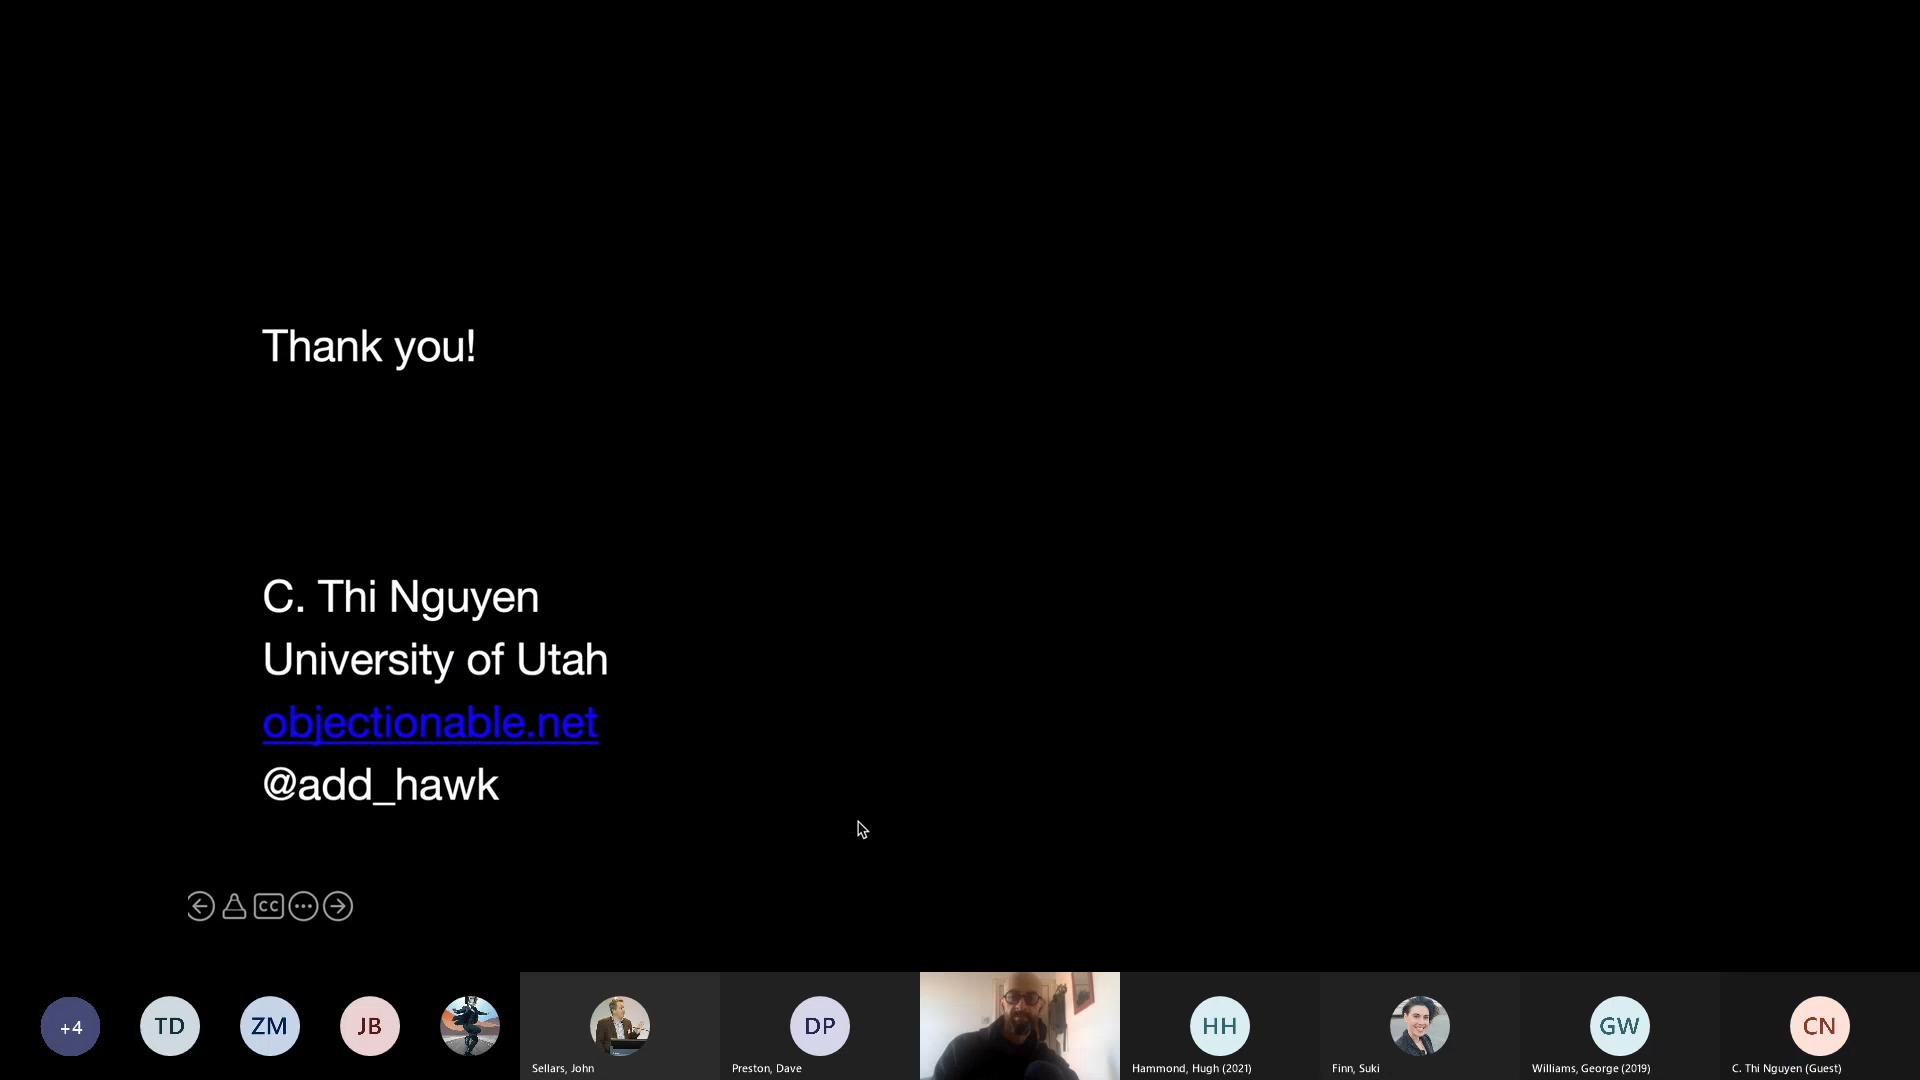 Thank you!
C. Thi Nguyen
University of Utah
objectionable.net
@add_hawk
CC
+4
TD
ZM
JB
DP
HH
GW
CN
Sellars, John
Preston, Dave
Hammond, Hugh (2021)
Finn, Suki
Williams, George (2019)
C. Thi Nguyen (Guest)